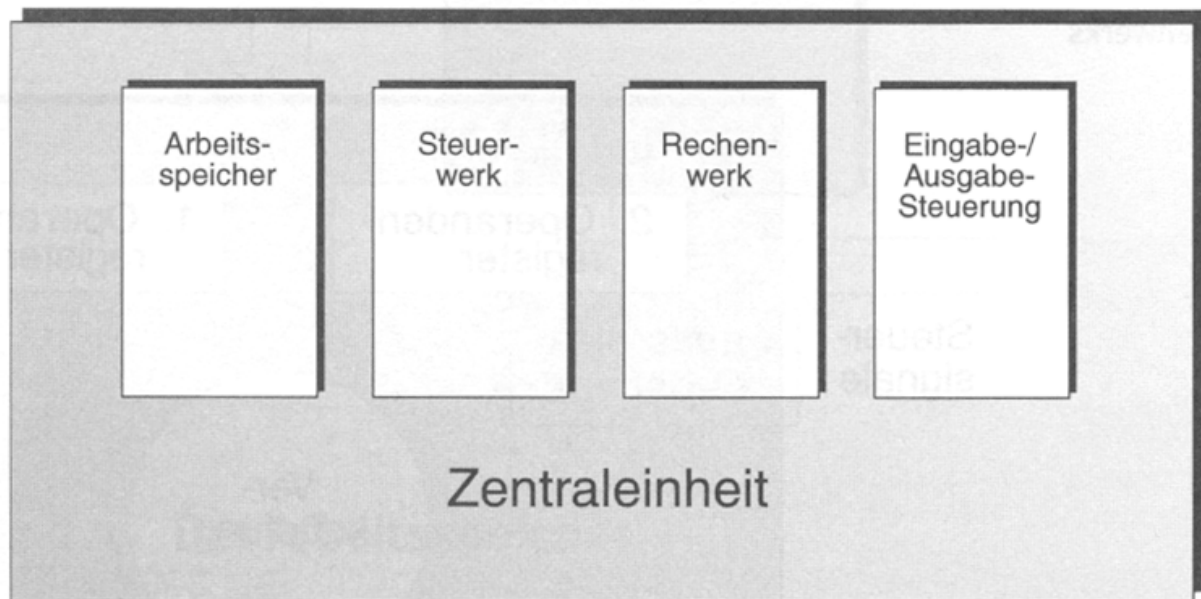 Arbeits-
speicher
Steuer-
werk
Rechen-
werk
Eingabe-/
Ausgabe-
Steuerung
Zentraleinheit